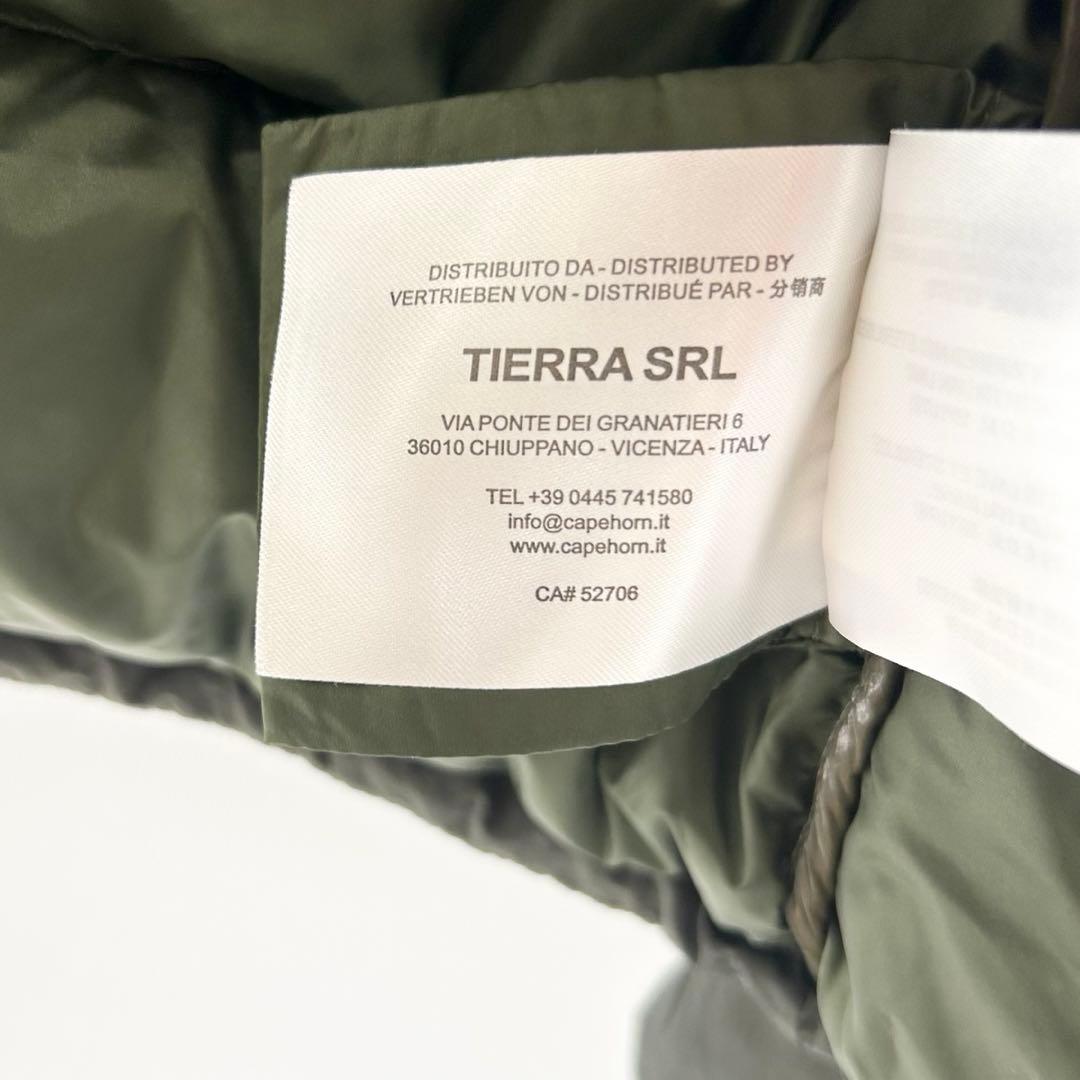 DISTRIBUITO DA - DISTRIBUTED BY
VERTRIEBEN VON - DISTRIBUÉ PAR - 分销商
TIERRA SRL
VIA PONTE DEI GRANATIERI 6
36010 CHIUPPANO - VICENZA - ITALY
TEL +39 0445 741580
info@capehorn.it
www.capehorn.it
CA# 52706